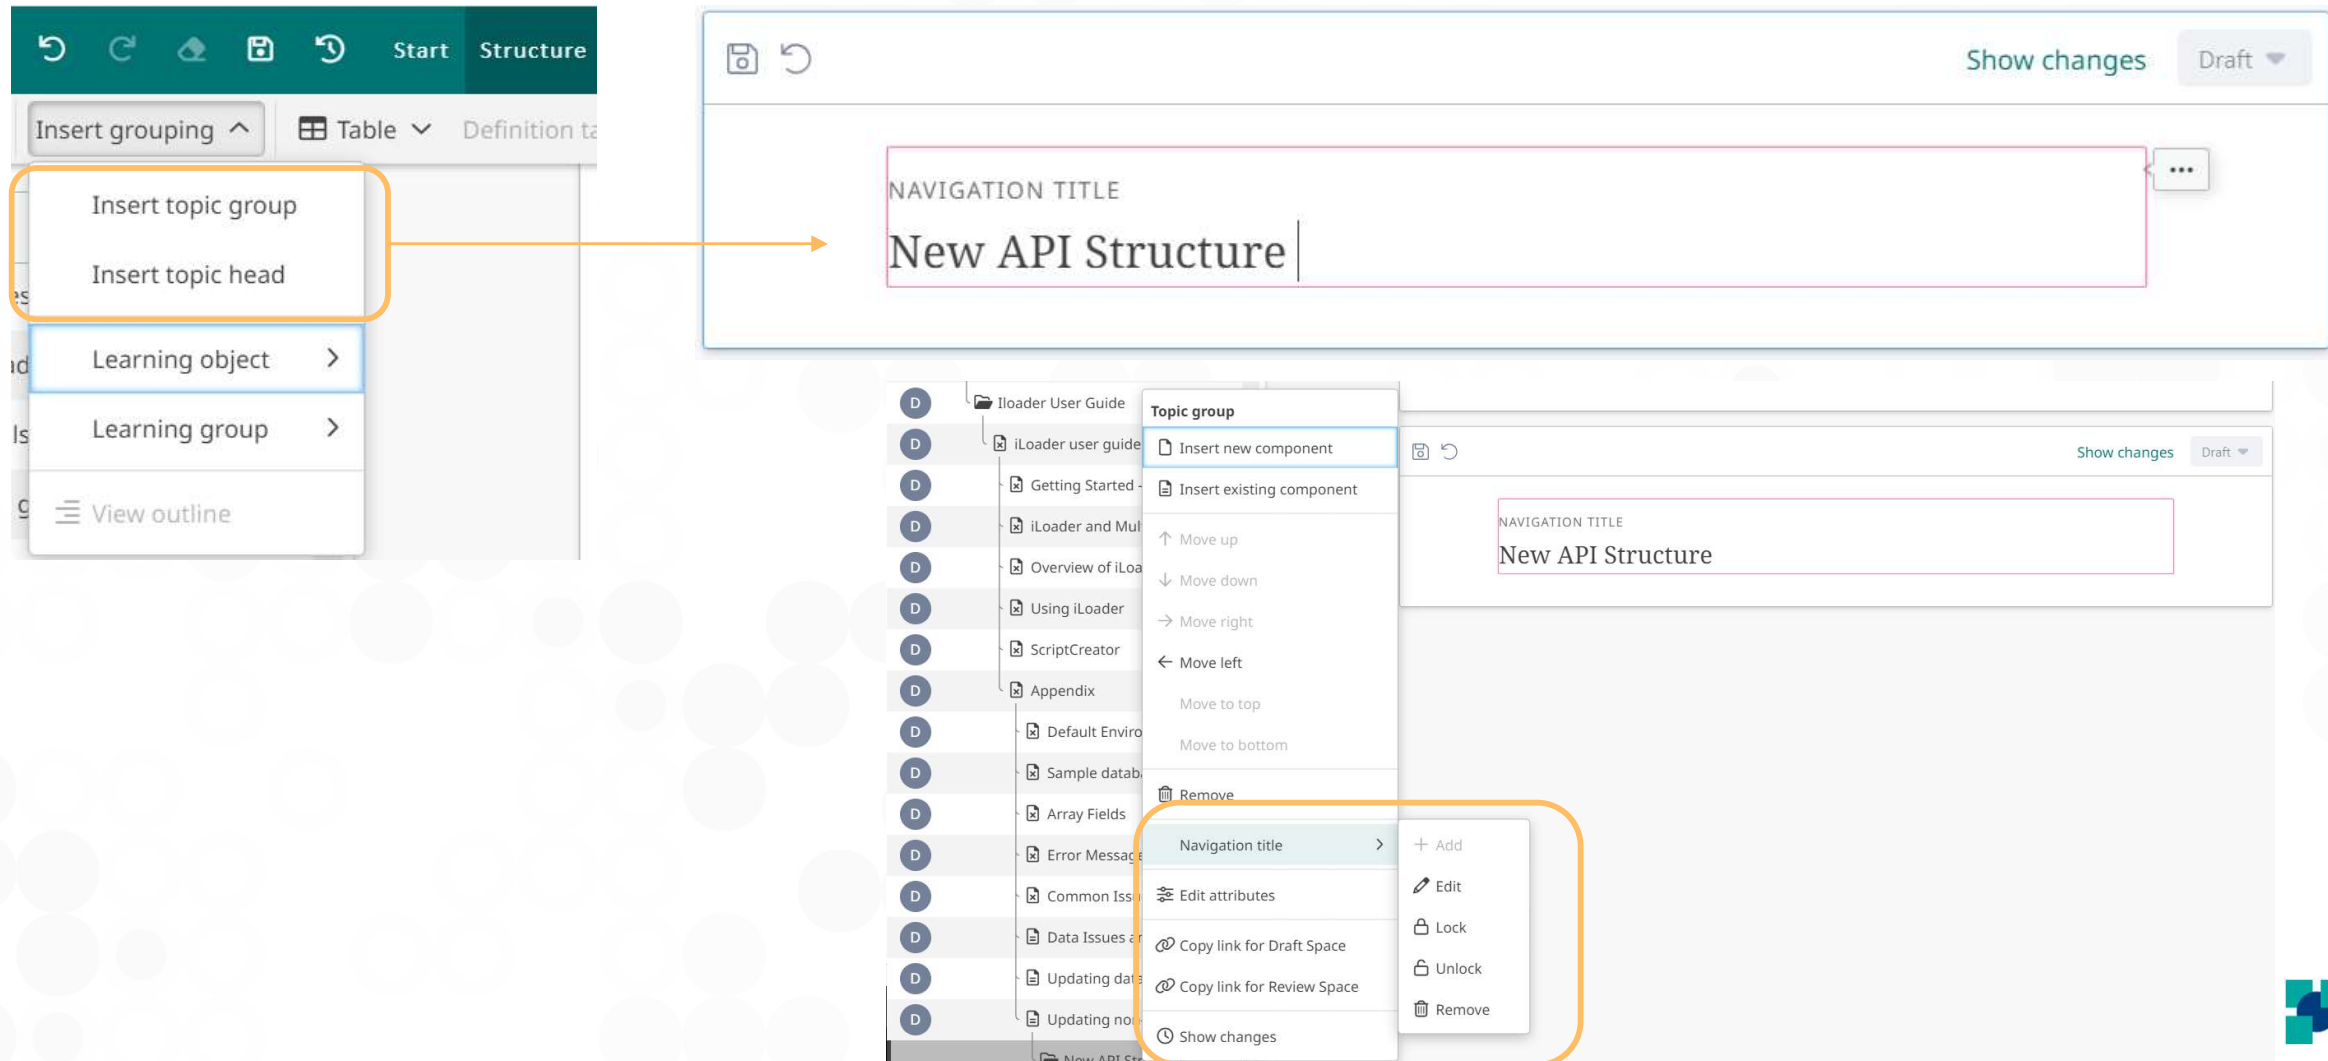 Start Structure
Insert grouping Table Definition ta
Insert topic group
Insert topic head
Learning object
Learning group
View outline
Show changes Draft
NAVIGATION TITLE
New API Structure
D Iloader User Guide
D iLoader user guide
D Getting Started -
D iLoader and Mul
D Overview of iLoa
D Using iLoader
D ScriptCreator
D Appendix
D Default Enviro
D Sample datab
D Array Fields
D Error Message
D Common Iss
D Data Issues a
D Updating dat
D Updating no
New API Str
Topic group
Insert new component
Insert existing component
Move up
Move down
Move right
Move left
Move to top
Move to bottom
Remove
Navigation title
Edit attributes
Copy link for Draft Space
Copy link for Review Space
Show changes
Add
Edit
Lock
Unlock
Remove
Show changes Draft
NAVIGATION TITLE
New API Structure